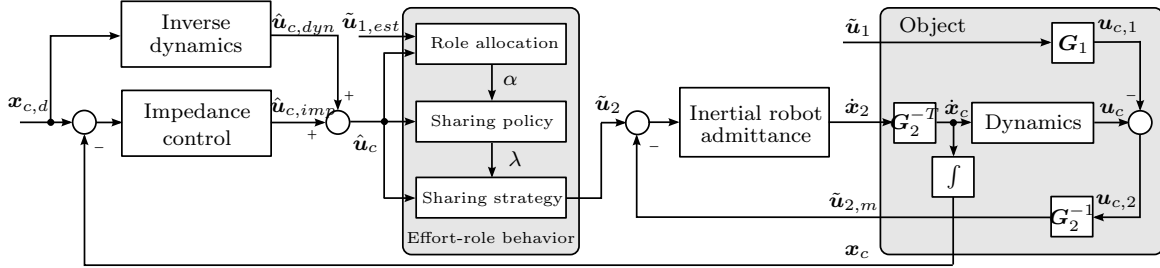 Inverse
dynamics
û_{c,dyn}
ũ_{1,est}
Role allocation
α
ũ_1
Object
G_1
u_{c,1}
x_{c,d}
Impedance
control
û_{c,imp}
+
+
−
û_c
Sharing policy
λ
Sharing strategy
Effort-role behavior
ũ_2
−
Inertial robot
admittance
ẋ_2
G_2^{-T}
ẋ_c
Dynamics
u_c
−
∫
ũ_{2,m}
G_2^{-1}
u_{c,2}
x_c